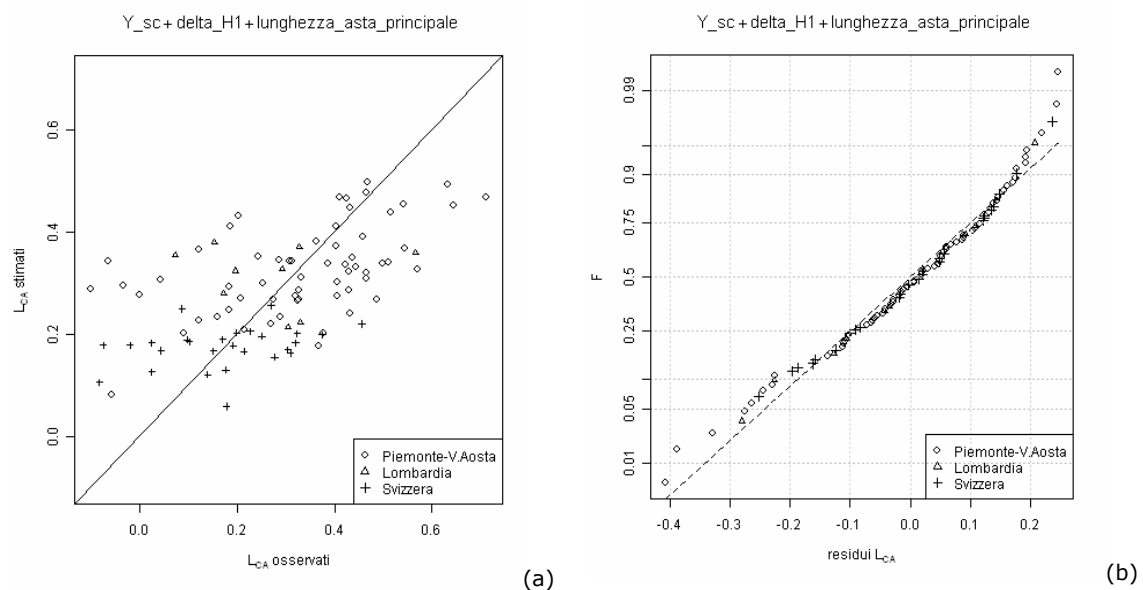 Y_sc + delta_H1 + lunghezza_asta_principale
L_CA stimati
0.6
0.4
0.2
0.0
0.0
0.2
0.4
0.6
L_CA osservati
Piemonte-V.Aosta
Lombardia
Svizzera
(a)
Y_sc + delta_H1 + lunghezza_asta_principale
F
0.99
0.9
0.75
0.5
0.25
0.05
0.01
-0.4
-0.3
-0.2
-0.1
0.0
0.1
0.2
residui L_CA
Piemonte-V.Aosta
Lombardia
Svizzera
(b)